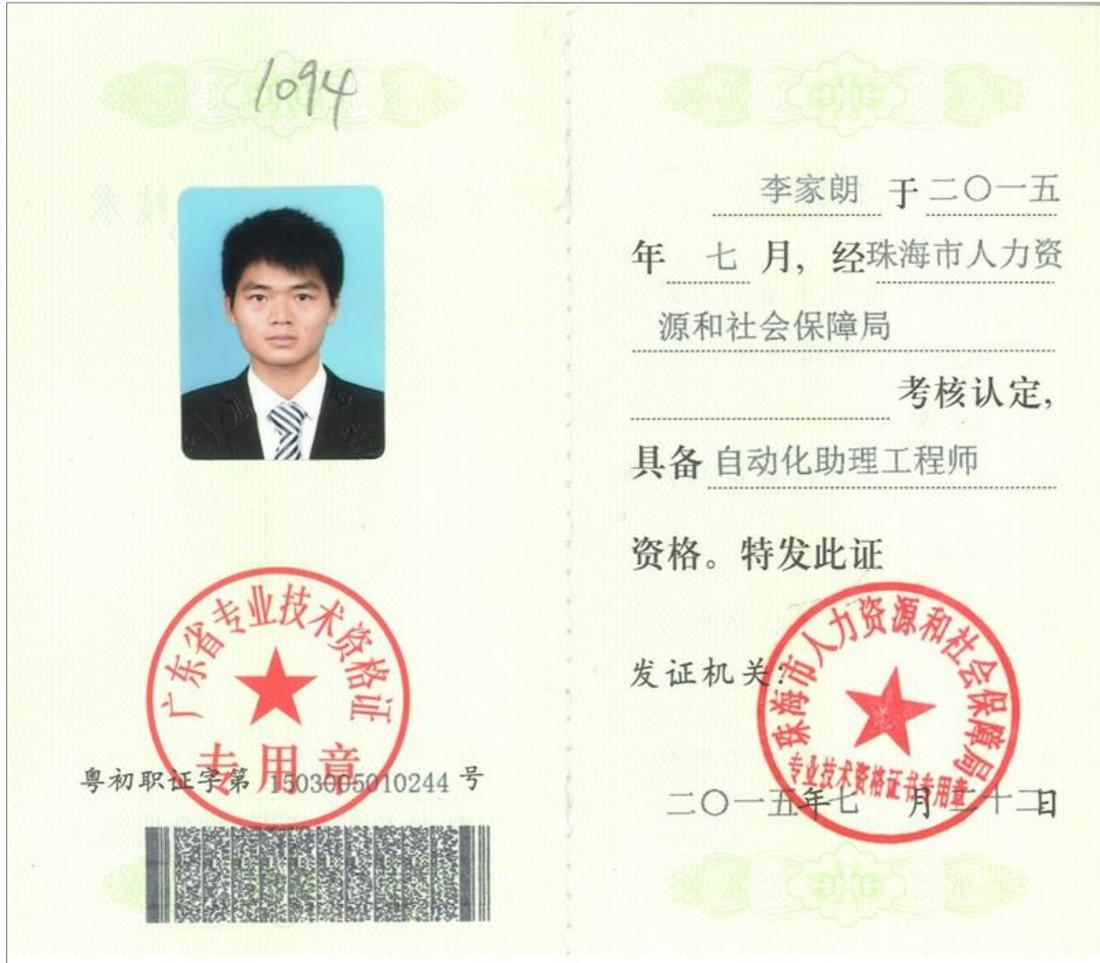 1094
广东省专业技术资格证
专用章
粤初职证字第 1503005010244 号
李家朗 于 二〇一五
年 七 月，经珠海市人力资
源和社会保障局
考核认定，
具备 自动化助理工程师
资格。特发此证
发证机关：
珠海市人力资源和社会保障局
专业技术资格证书专用章
二〇一五年七 月二十二日